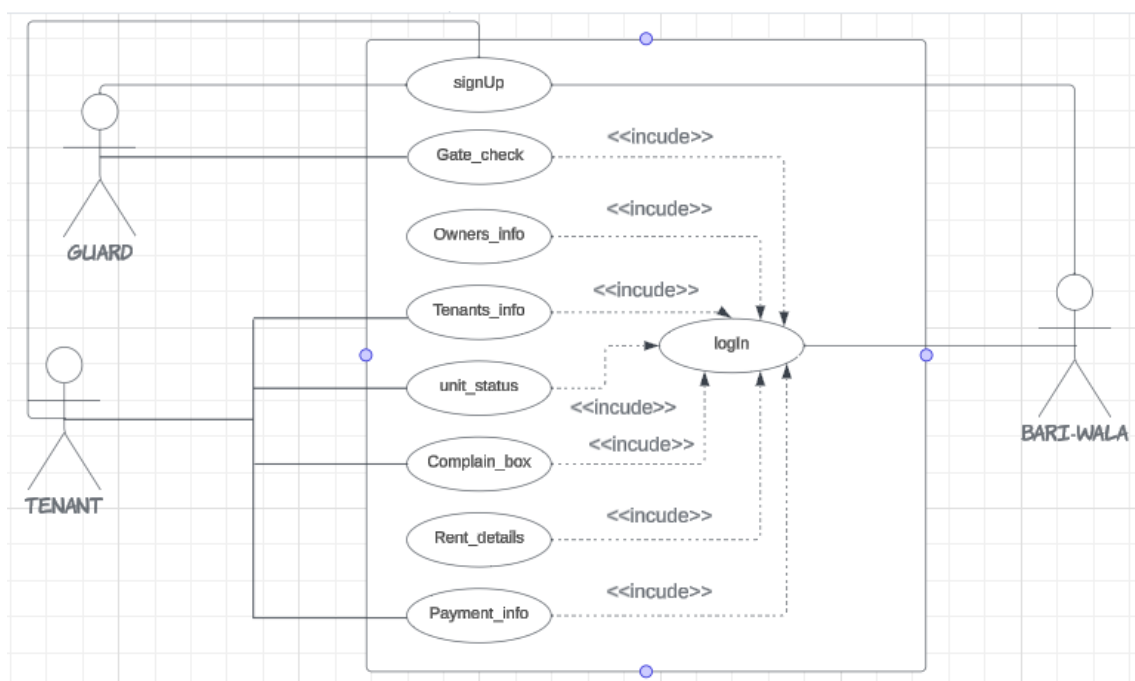 signUp
<<incude>>
Gate_check
<<incude>>
Owners_info
GUARD
<<incude>>
Tenants_info
logIn
unit_status
<<incude>>
BARI-WALA
<<incude>>
Complain_box
TENANT
<<incude>>
Rent_details
<<incude>>
Payment_info